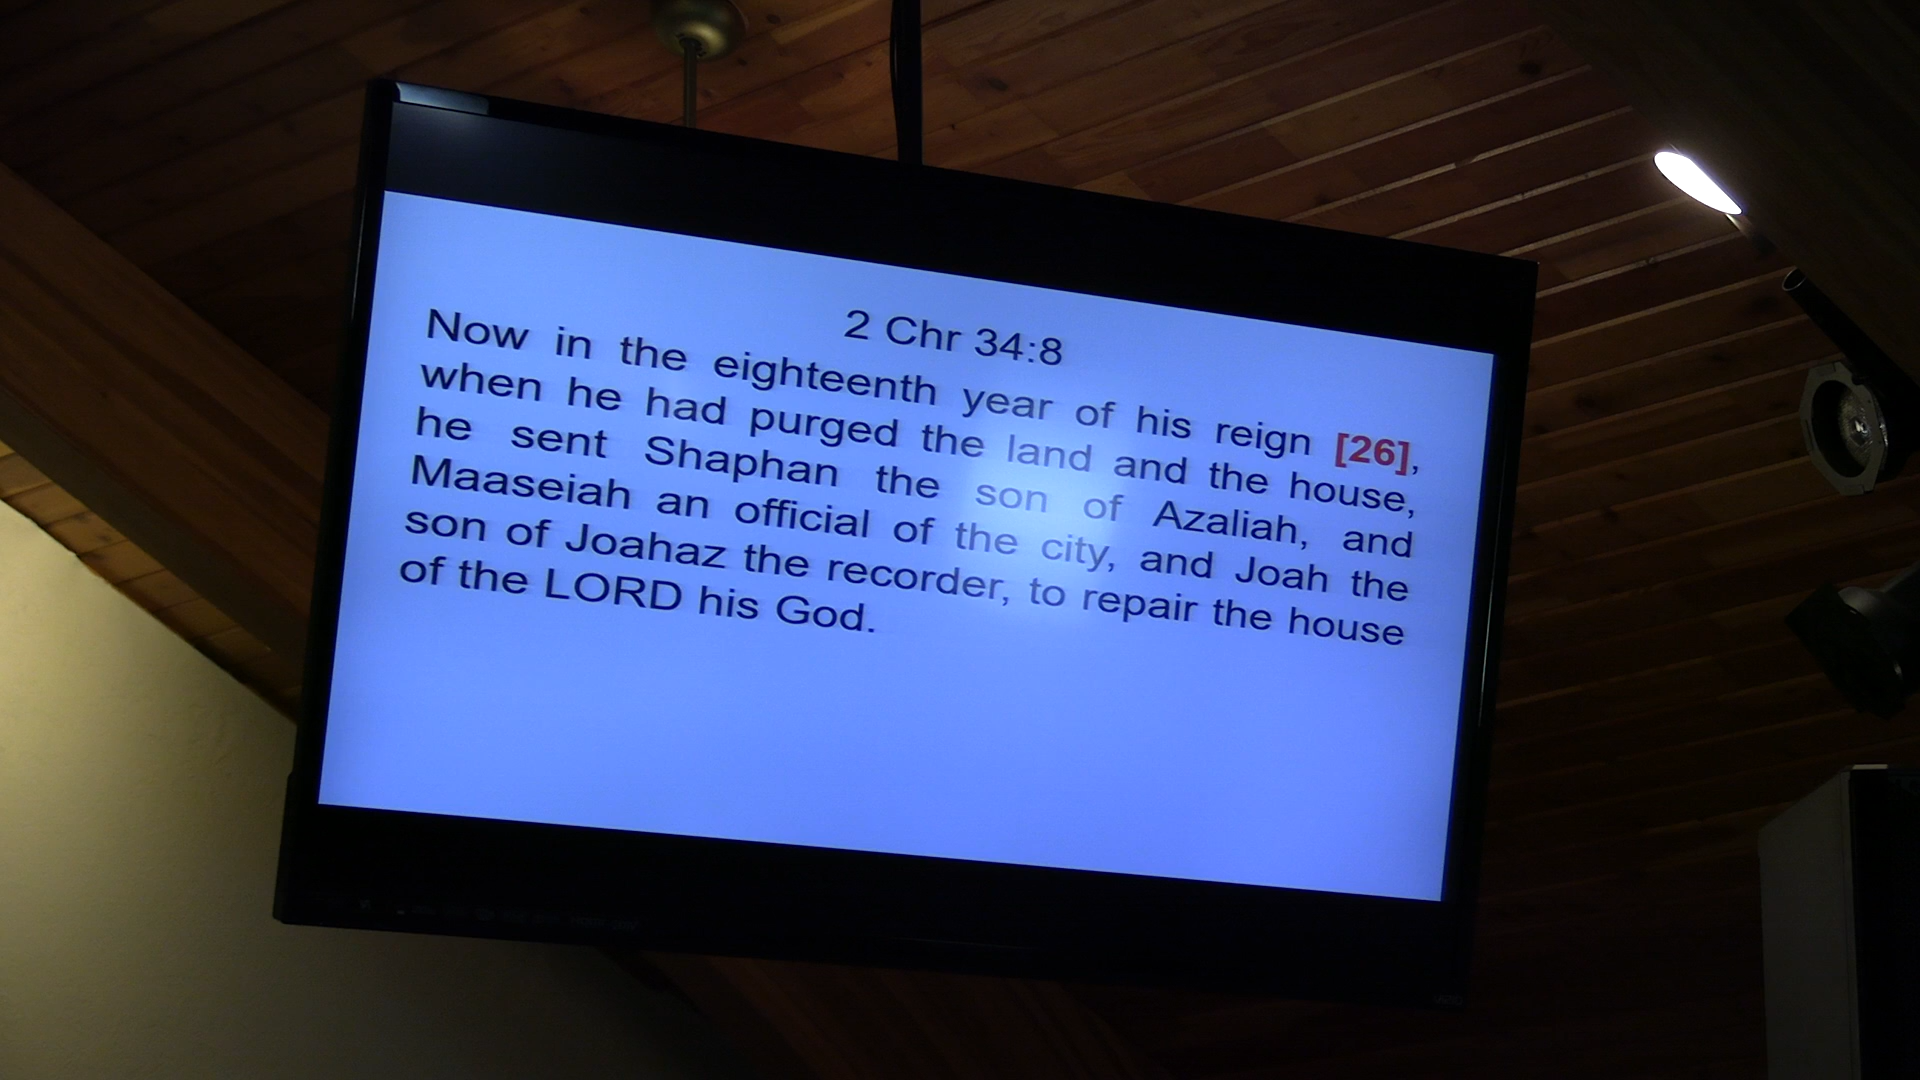 2 Chr 34:8
Now in the eighteenth year of his reign [26],
when he had purged the land and the house,
he sent Shaphan the son of Azaliah, and
Maaseiah an official of the city, and Joah the
son of Joahaz the recorder, to repair the house
of the LORD his God.